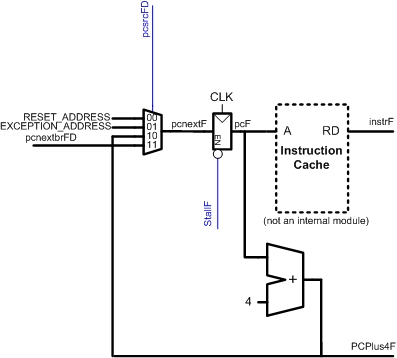 pcsrcFD
CLK
RESET_ADDRESS
EXCEPTION_ADDRESS
pcnextbrFD
00
01
10
11
pcnextF
EN
pcF
A
RD
Instruction
Cache
instrF
(not an internal module)
StallF
+
4
PCPlus4F